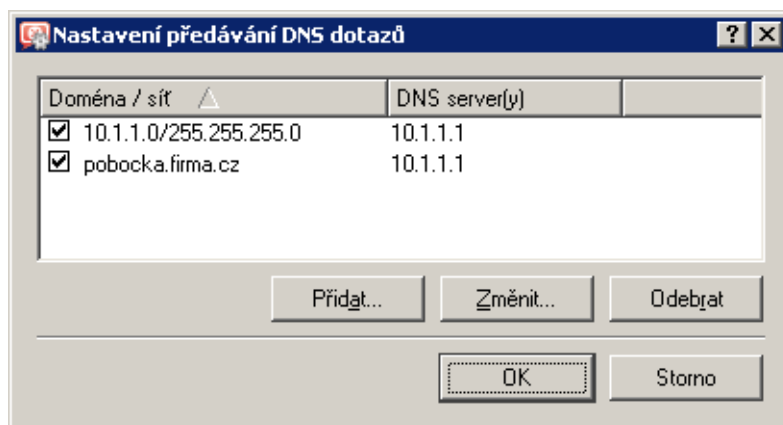 Nastavení předávání DNS dotazů
Doména / síť DNS server(y)
10.1.1.0/255.255.255.0 10.1.1.1
pobocka.firma.cz 10.1.1.1
Přidat... Změnit... Odebrat
OK Storno